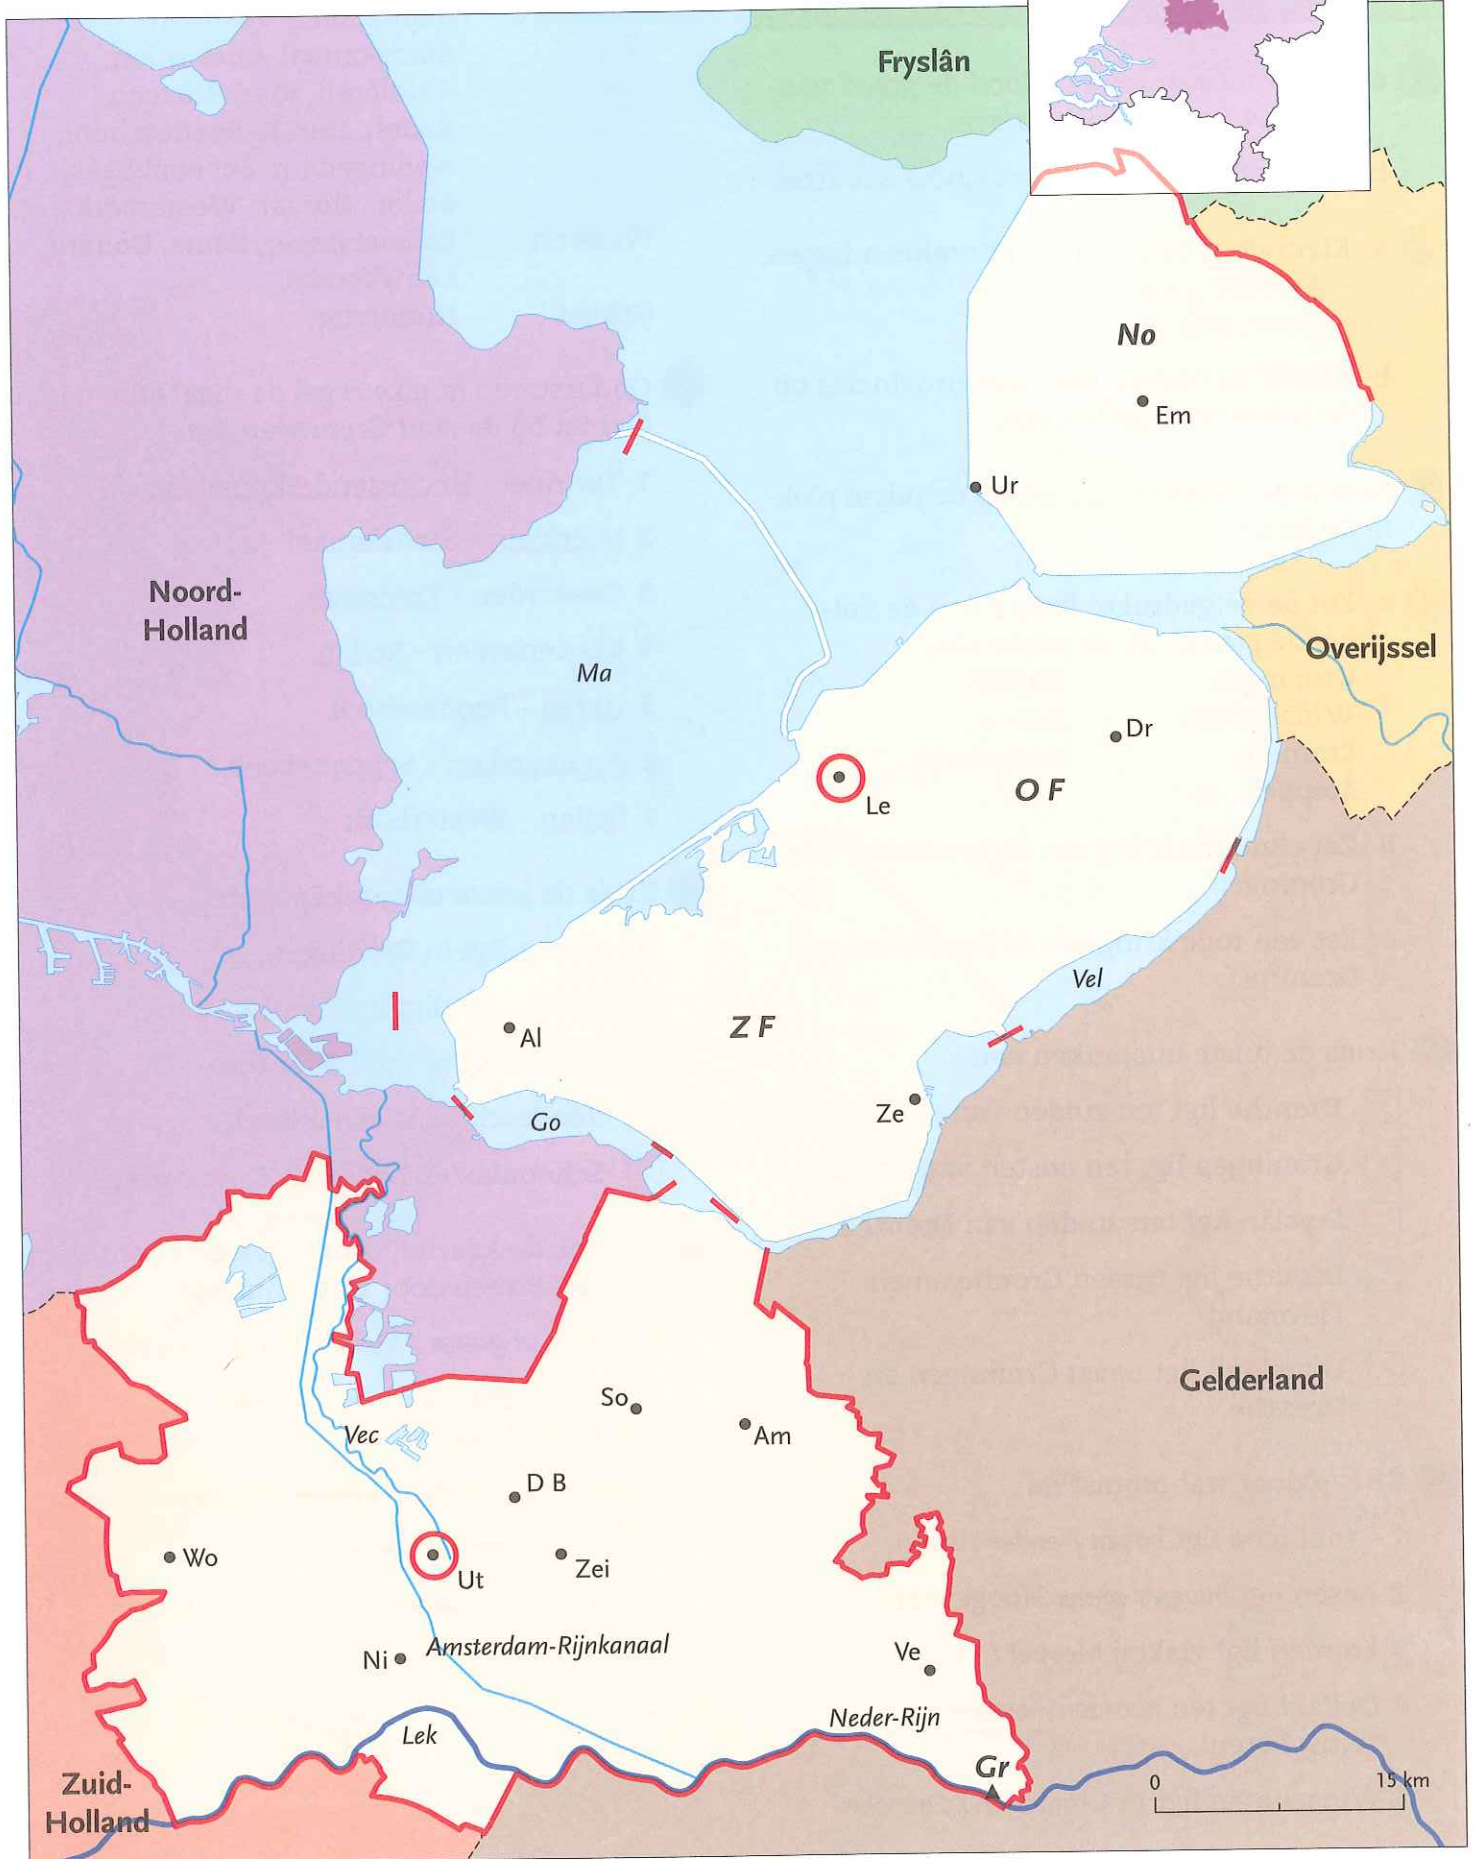 Fryslân
No
Em
Ur
Noord-
Holland
Ma
Overijssel
Dr
Le
O F
Vel
Al
Z F
Ze
Go
Gelderland
So
Am
Vec
D B
Wo
Ut
Zei
Ni
Amsterdam-Rijnkanaal
Ve
Lek
Neder-Rijn
Gr
Zuid-
Holland
0 15 km